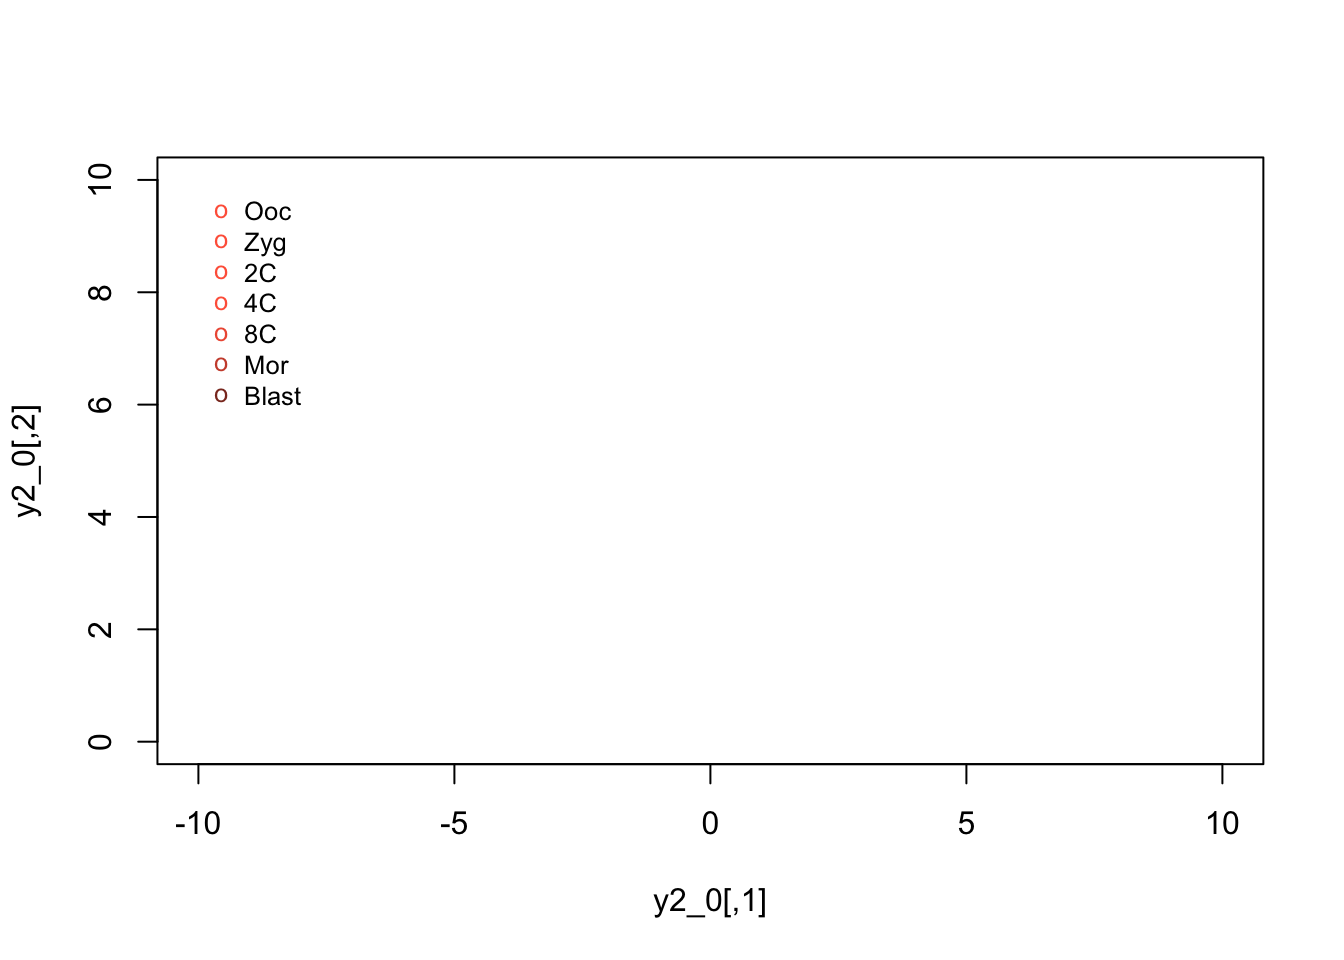 10
8
6
4
2
0
o Ooc
o Zyg
o 2C
o 4C
o 8C
o Mor
o Blast
y2_0[,2]
-10 -5 0 5 10
y2_0[,1]